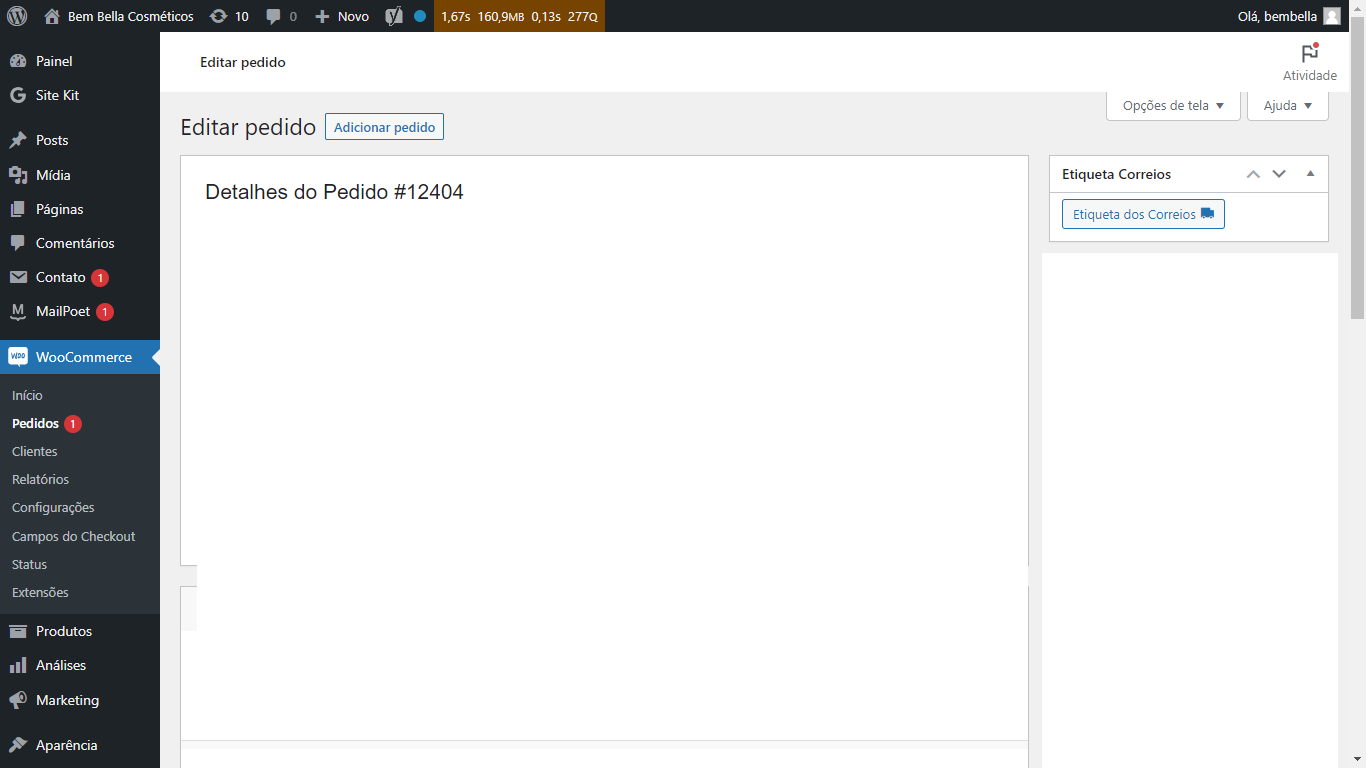 Bem Bella Cosméticos 10 0 Novo 1,67s 160,9MB 0,13s 277Q Olá, bembella
Painel
Site Kit
Posts
Mídia
Páginas
Comentários
Contato 1
MailPoet 1
WooCommerce
Início
Pedidos 1
Clientes
Relatórios
Configurações
Campos do Checkout
Status
Extensões
Produtos
Análises
Marketing
Aparência
Editar pedido
Atividade
Opções de tela Ajuda
Editar pedido Adicionar pedido
Detalhes do Pedido #12404
Etiqueta Correios
Etiqueta dos Correios